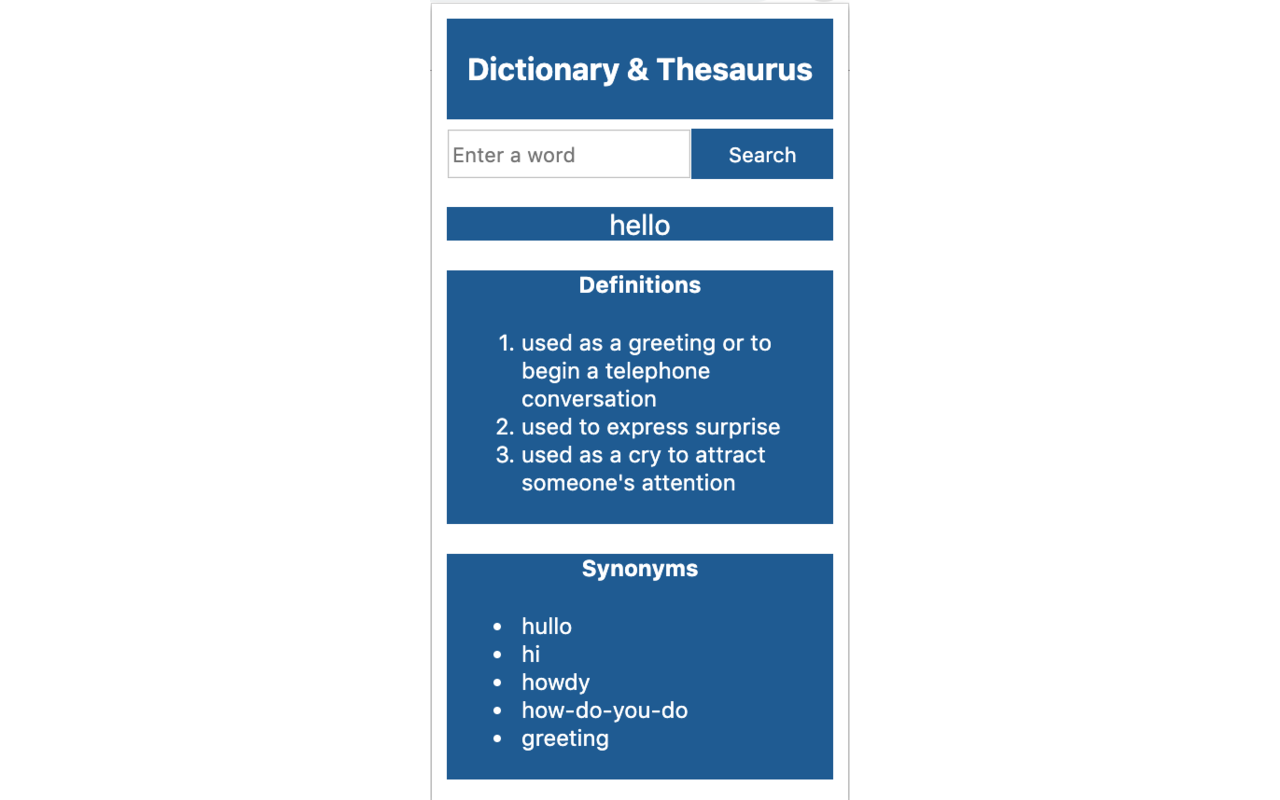 Dictionary & Thesaurus
Enter a word
Search
hello
Definitions
1. used as a greeting or to
begin a telephone
conversation
2. used to express surprise
3. used as a cry to attract
someone's attention
Synonyms
• hullo
• hi
• howdy
• how-do-you-do
• greeting